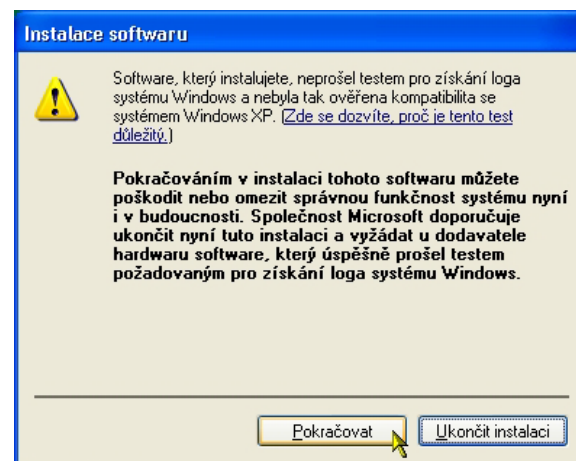 Instalace softwaru
Software, který instalujete, neprošel testem pro získání loga
systému Windows a nebyla tak ověřena kompatibilita se
systémem Windows XP. (Zde se dozvíte, proč je tento test
důležitý.)
Pokračováním v instalaci tohoto softwaru můžete
poškodit nebo omezit správnou funkčnost systému nyní
i v budoucnosti. Společnost Microsoft doporučuje
ukončit nyní tuto instalaci a vyžádat u dodavatele
hardwaru software, který úspěšně prošel testem
požadovaným pro získání loga systému Windows.
Pokračovat
Ukončit instalaci